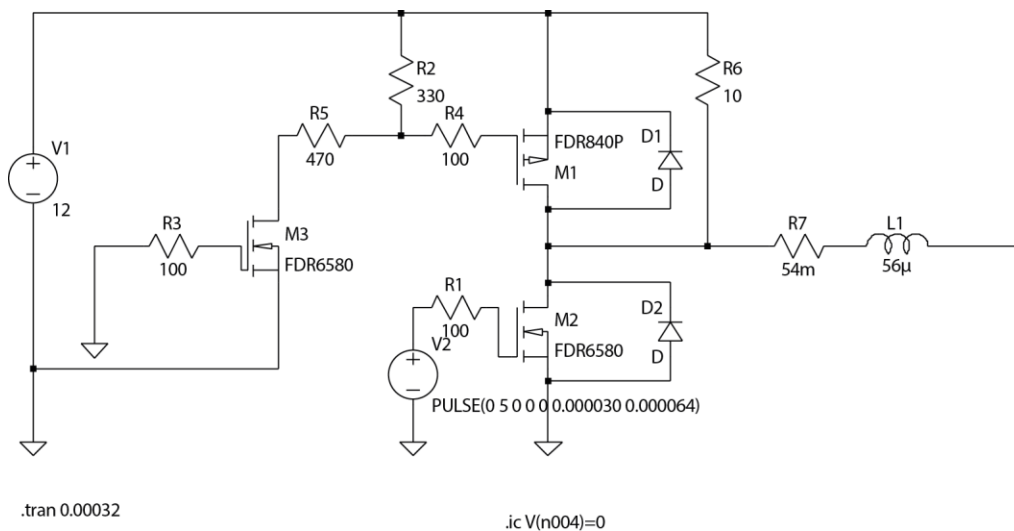 R2
330
R6
10
R5
470
R4
100
FDR840P
M1
D1
D
V1
12
R3
100
M3
FDR6580
R7
54m
L1
56µ
R1
100
V2
M2
FDR6580
D2
D
PULSE(0 5 0 0 0 0.000030 0.000064)
.tran 0.00032
.ic V(n004)=0